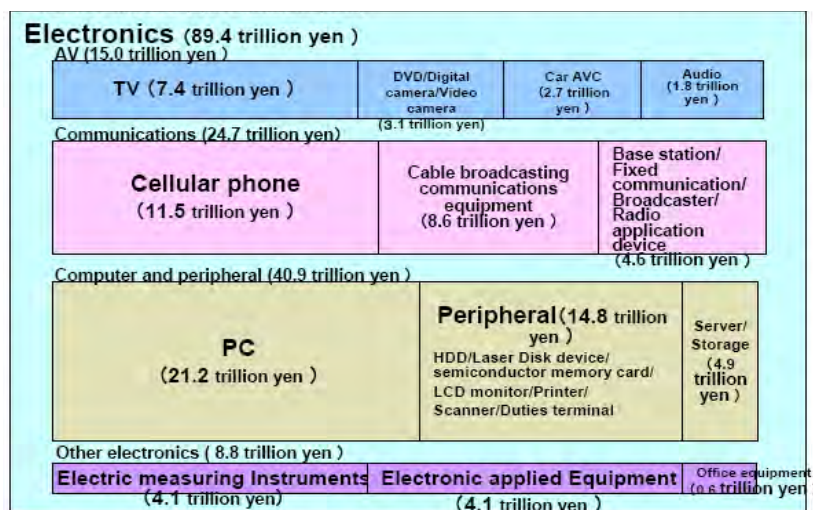 Electronics (89.4 trillion yen )
AV (15.0 trillion yen )
TV (7.4 trillion yen )
DVD/Digital
camera/Video
camera
(3.1 trillion yen)
Car AVC
(2.7 trillion
yen )
Audio
(1.8 trillion
yen )
Communications (24.7 trillion yen)
Cellular phone
(11.5 trillion yen )
Cable broadcasting
communications
equipment
(8.6 trillion yen )
Base station/
Fixed
communication/
Broadcaster/
Radio
application
device
(4.6 trillion yen )
Computer and peripheral (40.9 trillion yen )
PC
(21.2 trillion yen )
Peripheral (14.8 trillion
yen )
HDD/Laser Disk device/
semiconductor memory card/
LCD monitor/Printer/
Scanner/Duties terminal
Server/
Storage
(4.9
trillion
yen )
Other electronics ( 8.8 trillion yen )
Electric measuring Instruments
(4.1 trillion yen)
Electronic applied Equipment
(4.1 trillion yen )
Office equipment
(0.6 trillion yen